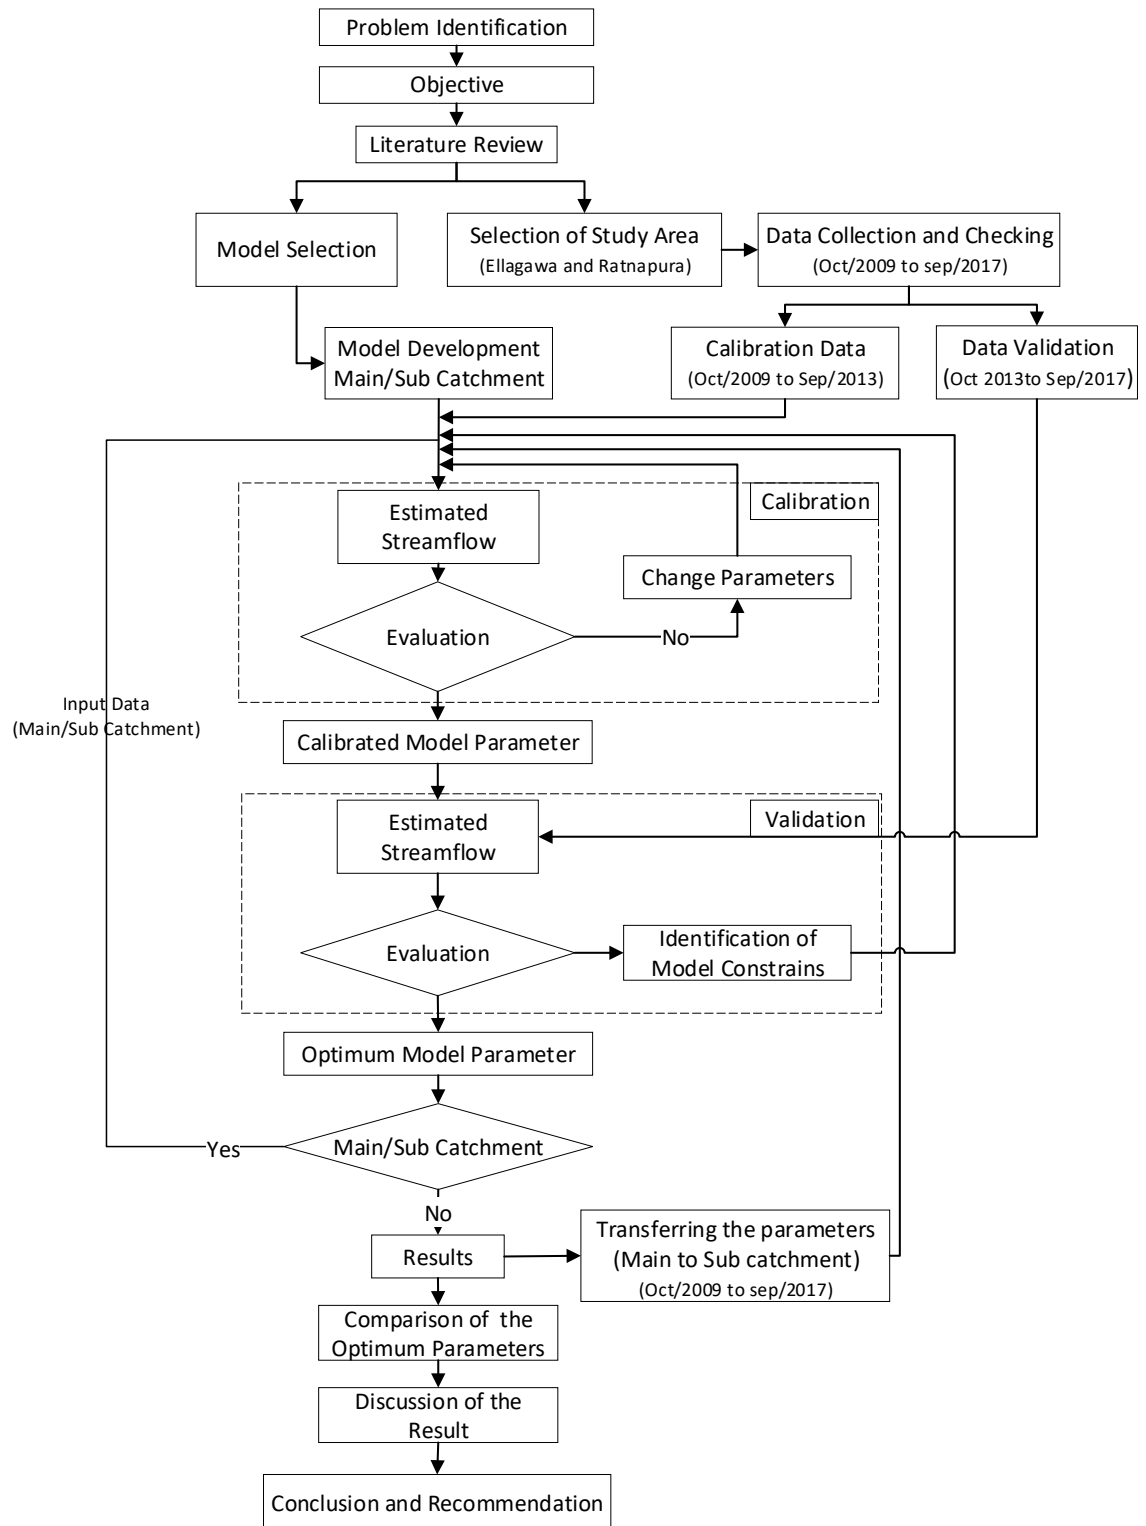 Problem Identification
Objective
Literature Review
Model Selection
Selection of Study Area
(Ellagawa and Ratnapura)
Data Collection and Checking
(Oct/2009 to sep/2017)
Model Development
Main/Sub Catchment
Calibration Data
(Oct/2009 to Sep/2013)
Data Validation
(Oct 2013to Sep/2017)
Calibration
Estimated
Streamflow
Change Parameters
Evaluation
No
Input Data
(Main/Sub Catchment)
Calibrated Model Parameter
Validation
Estimated
Streamflow
Evaluation
Identification of
Model Constrains
Optimum Model Parameter
Main/Sub Catchment
Yes
No
Results
Transferring the parameters
(Main to Sub catchment)
(Oct/2009 to sep/2017)
Comparison of the
Optimum Parameters
Discussion of the
Result
Conclusion and Recommendation